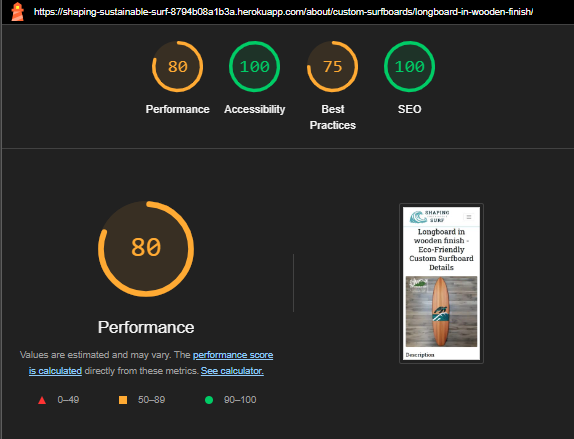 https://shaping-sustainable-surf-8794b08a1b3a.herokuapp.com/about/custom-surfboards/longboard-in-wooden-finish/
80 100 75 100
Performance Accessibility Best Practices SEO
80
Performance
Values are estimated and may vary. The performance score
is calculated directly from these metrics. See calculator.
0–49 50–89 90–100
SHAPING
SURF
Longboard in
wooden finish -
Eco-Friendly
Custom Surfboard
Details
Description